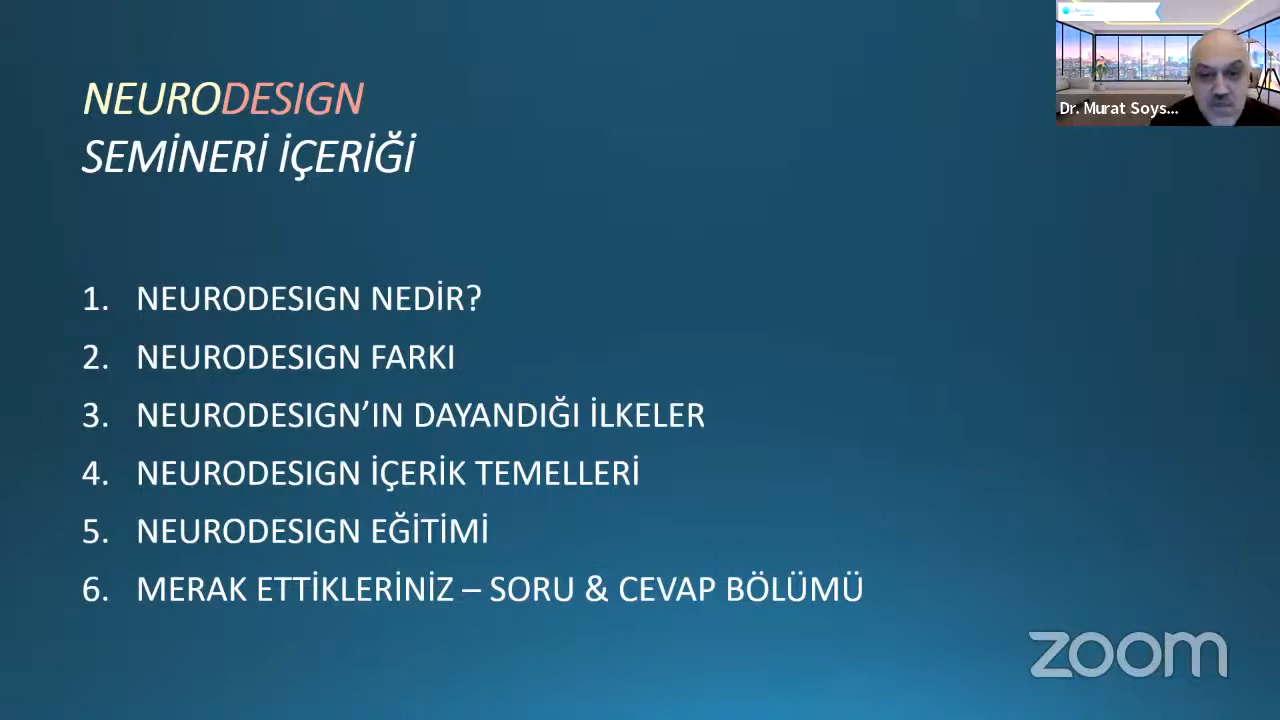 NEURODESIGN
SEMİNERİ İÇERİĞİ
1. NEURODESIGN NEDİR?
2. NEURODESIGN FARKI
3. NEURODESIGN’IN DAYANDIĞI İLKELER
4. NEURODESIGN İÇERİK TEMELLERİ
5. NEURODESIGN EĞİTİMİ
6. MERAK ETTİKLERİNİZ – SORU & CEVAP BÖLÜMÜ
Dr. Murat Soys...
zoom